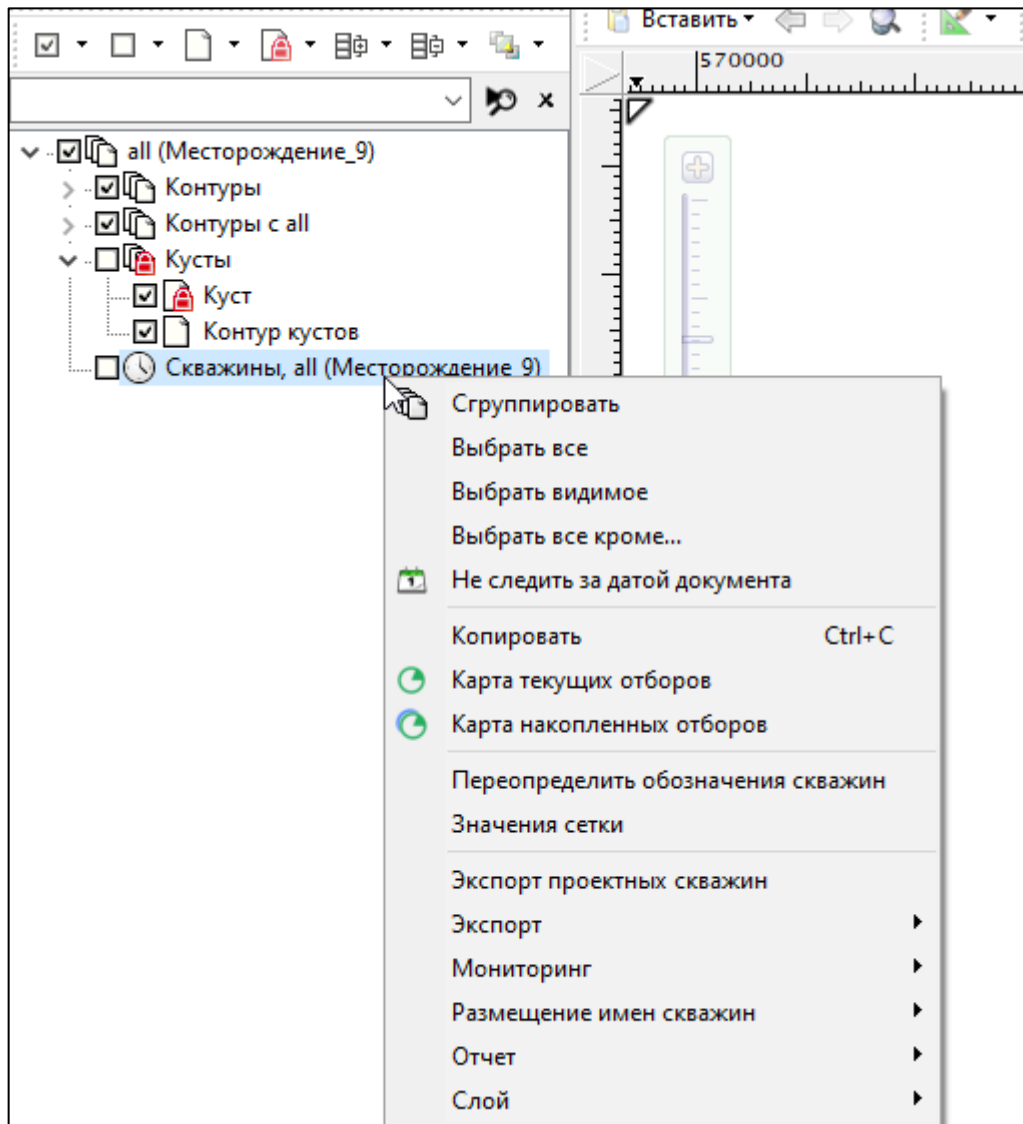 Вставить
570000
all (Месторождение_9)
Контуры
Контуры с all
Кусты
Куст
Контур кустов
Скважины, all (Месторождение_9)
Сгруппировать
Выбрать все
Выбрать видимое
Выбрать все кроме...
Не следить за датой документа
Копировать Ctrl+C
Карта текущих отборов
Карта накопленных отборов
Переопределить обозначения скважин
Значения сетки
Экспорт проектных скважин
Экспорт
Мониторинг
Размещение имен скважин
Отчет
Слой